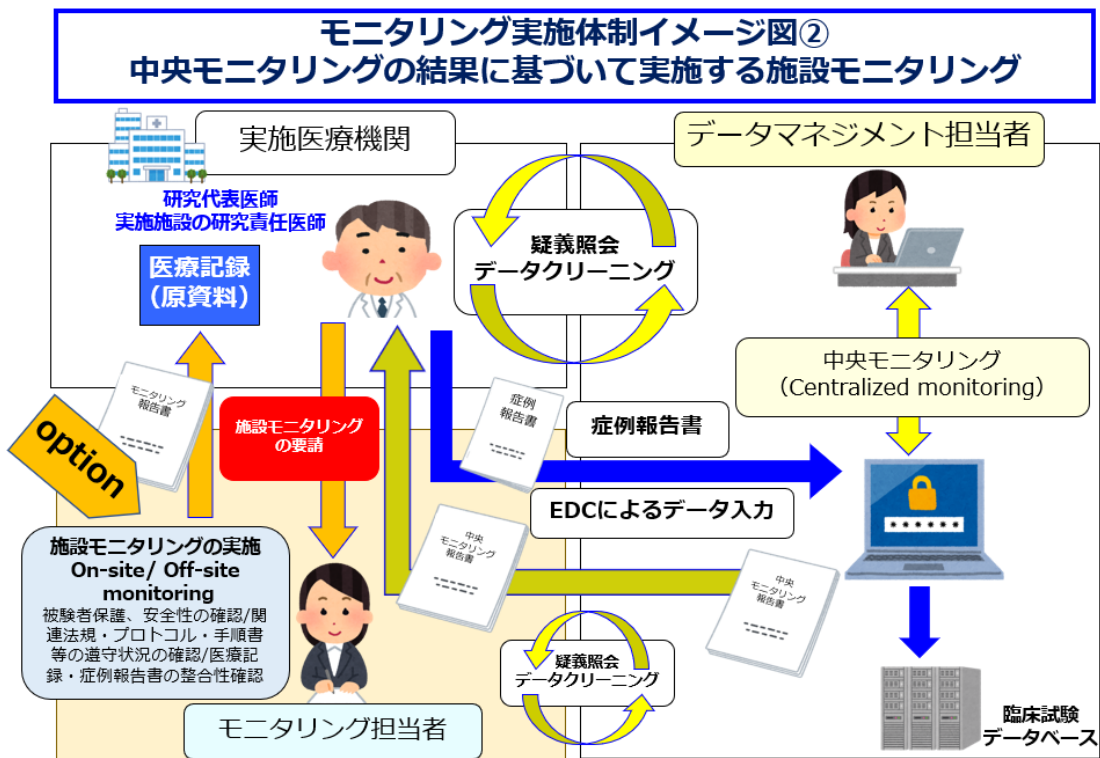 モニタリング実施体制イメージ図②
中央モニタリングの結果に基づいて実施する施設モニタリング
実施医療機関
データマネジメント担当者
研究代表医師
実施施設の研究責任医師
医療記録
(原資料)
疑義照会
データクリーニング
中央モニタリング
(Centralized monitoring)
モニタリング
報告書
option
施設モニタリング
の要請
症例
報告書
症例報告書
EDCによるデータ入力
中央
モニタリング
報告書
中央
モニタリング
報告書
施設モニタリングの実施
On-site/ Off-site
monitoring
被験者保護、安全性の確認/関
連法規・プロトコル・手順書
等の遵守状況の確認/医療記
録・症例報告書の整合性確認
疑義照会
データクリーニング
モニタリング担当者
臨床試験
データベース